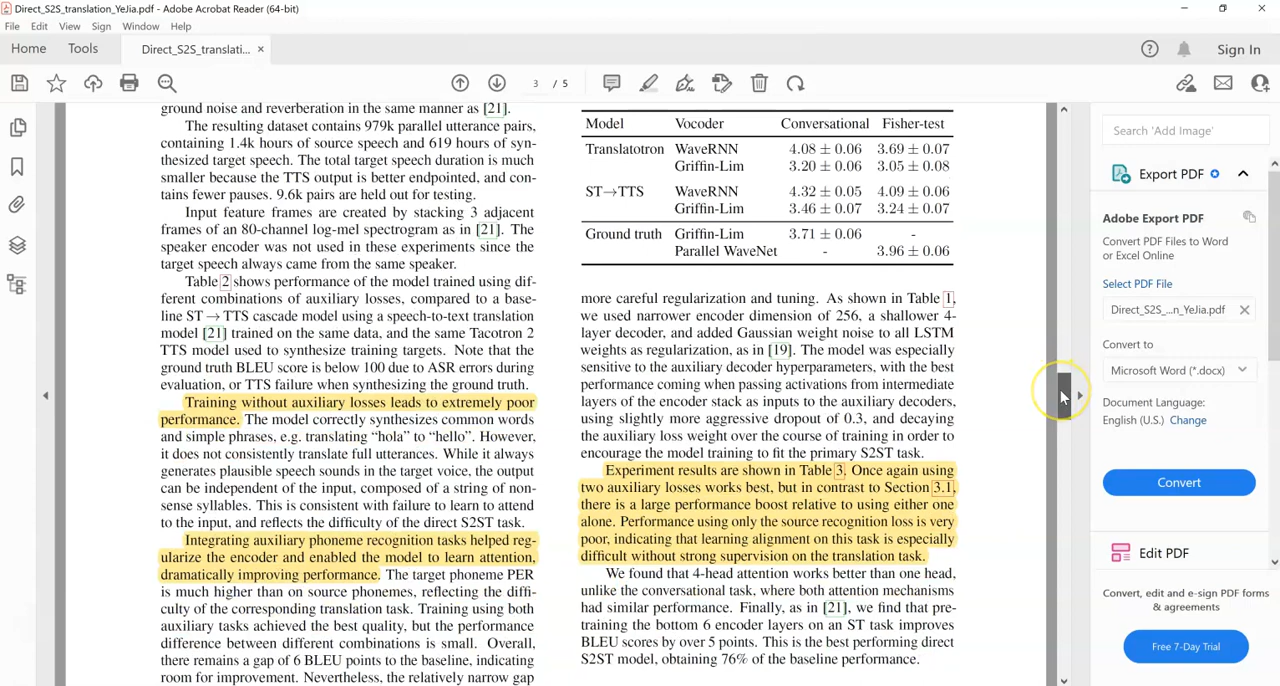 Direct_S2S_translation_YeJia.pdf - Adobe Acrobat Reader (64-bit)
File Edit View Sign Window Help
Home Tools Direct_S2S_translati... × Sign In
3 / 5
ground noise and reverberation in the same manner as [21].
The resulting dataset contains 979k parallel utterance pairs,
containing 1.4k hours of source speech and 619 hours of syn-
thesized target speech. The total target speech duration is much
smaller because the TTS output is better endpointed, and con-
tains fewer pauses. 9.6k pairs are held out for testing.
Input feature frames are created by stacking 3 adjacent
frames of an 80-channel log-mel spectrogram as in [21]. The
speaker encoder was not used in these experiments since the
target speech always came from the same speaker.
Table 2 shows performance of the model trained using dif-
ferent combinations of auxiliary losses, compared to a base-
line ST → TTS cascade model using a speech-to-text translation
model [21] trained on the same data, and the same Tacotron 2
TTS model used to synthesize training targets. Note that the
ground truth BLEU score is below 100 due to ASR errors during
evaluation, or TTS failure when synthesizing the ground truth.
Training without auxiliary losses leads to extremely poor
performance. The model correctly synthesizes common words
and simple phrases, e.g. translating “hola” to “hello”. However,
it does not consistently translate full utterances. While it always
generates plausible speech sounds in the target voice, the output
can be independent of the input, composed of a string of non-
sense syllables. This is consistent with failure to learn to attend
to the input, and reflects the difficulty of the direct S2ST task.
Integrating auxiliary phoneme recognition tasks helped reg-
ularize the encoder and enabled the model to learn attention,
dramatically improving performance. The target phoneme PER
is much higher than on source phonemes, reflecting the diffi-
culty of the corresponding translation task. Training using both
auxiliary tasks achieved the best quality, but the performance
difference between different combinations is small. Overall,
there remains a gap of 6 BLEU points to the baseline, indicating
room for improvement. Nevertheless, the relatively narrow gap
Model Vocoder Conversational Fisher-test
Translatotron WaveRNN 4.08 ± 0.06 3.69 ± 0.07
Griffin-Lim 3.20 ± 0.06 3.05 ± 0.08
ST→TTS WaveRNN 4.32 ± 0.05 4.09 ± 0.06
Griffin-Lim 3.46 ± 0.07 3.24 ± 0.07
Ground truth Griffin-Lim 3.71 ± 0.06 -
Parallel WaveNet - 3.96 ± 0.06
more careful regularization and tuning. As shown in Table 1,
we used narrower encoder dimension of 256, a shallower 4-
layer decoder, and added Gaussian weight noise to all LSTM
weights as regularization, as in [19]. The model was especially
sensitive to the auxiliary decoder hyperparameters, with the best
performance coming when passing activations from intermediate
layers of the encoder stack as inputs to the auxiliary decoders,
using slightly more aggressive dropout of 0.3, and decaying
the auxiliary loss weight over the course of training in order to
encourage the model training to fit the primary S2ST task.
Experiment results are shown in Table 3. Once again using
two auxiliary losses works best, but in contrast to Section 3.1,
there is a large performance boost relative to using either one
alone. Performance using only the source recognition loss is very
poor, indicating that learning alignment on this task is especially
difficult without strong supervision on the translation task.
We found that 4-head attention works better than one head,
unlike the conversational task, where both attention mechanisms
had similar performance. Finally, as in [21], we find that pre-
training the bottom 6 encoder layers on an ST task improves
BLEU scores by over 5 points. This is the best performing direct
S2ST model, obtaining 76% of the baseline performance.
Search 'Add Image'
Export PDF
Adobe Export PDF
Convert PDF Files to Word
or Excel Online
Select PDF File
Direct_S2S_...n_YeJia.pdf
Convert to
Microsoft Word (*.docx)
Document Language:
English (U.S.) Change
Convert
Edit PDF
Convert, edit and e-sign PDF forms
& agreements
Free 7-Day Trial